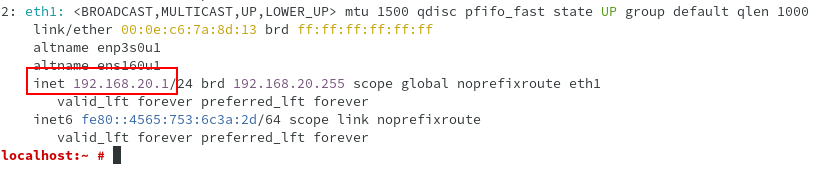 2: eth1: <BROADCAST,MULTICAST,UP,LOWER_UP> mtu 1500 qdisc pfifo_fast state UP group default qlen 1000
link/ether 00:0e:c6:7a:8d:13 brd ff:ff:ff:ff:ff:ff
altname enp3s0u1
altname ens160u1
inet 192.168.20.1/24 brd 192.168.20.255 scope global noprefixroute eth1
valid_lft forever preferred_lft forever
inet6 fe80::4565:753:6c3a:2d/64 scope link noprefixroute
valid_lft forever preferred_lft forever
localhost:~ #